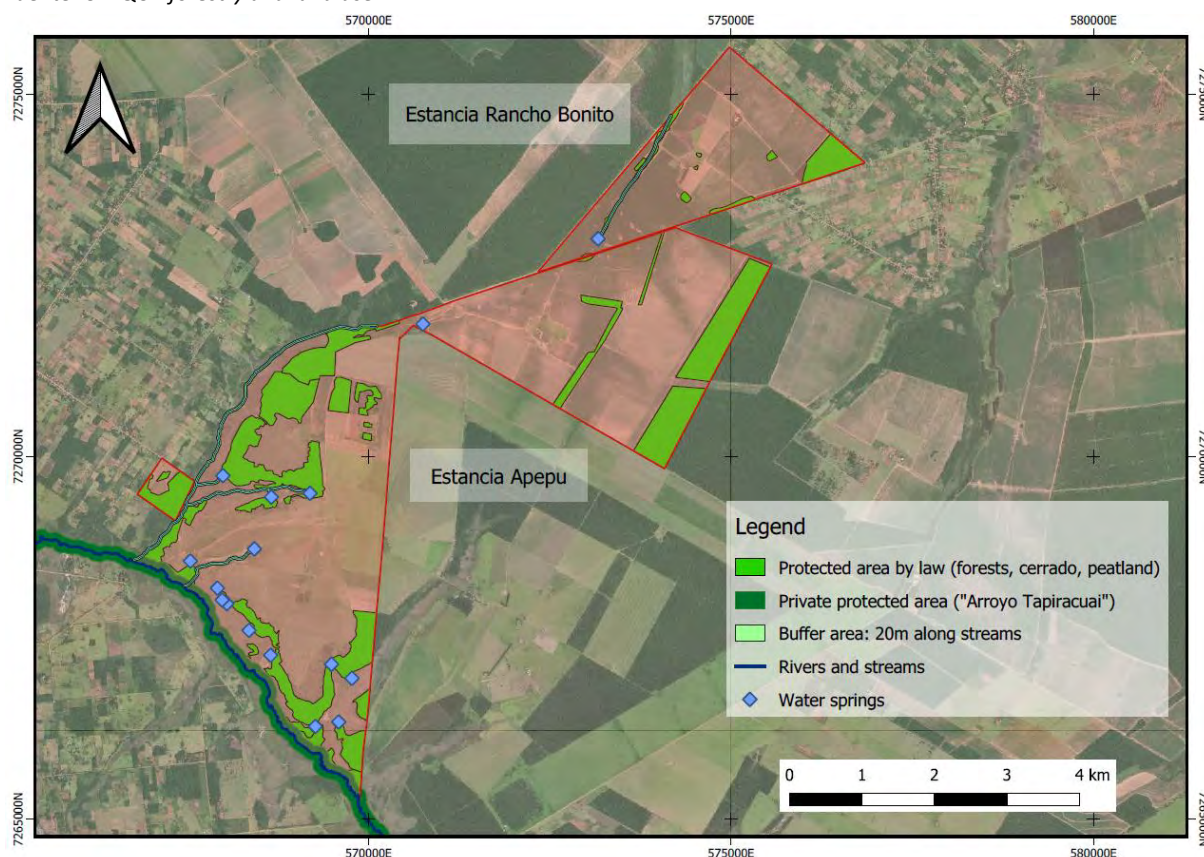 570000E 575000E 580000E
7275000N
Estancia Rancho Bonito
7270000N
Estancia Apepu
Legend
Protected area by law (forests, cerrado, peatland)
Private protected area ("Arroyo Tapiracuai")
Buffer area: 20m along streams
Rivers and streams
Water springs
0 1 2 3 4 km
7265000N
570000E 575000E 580000E